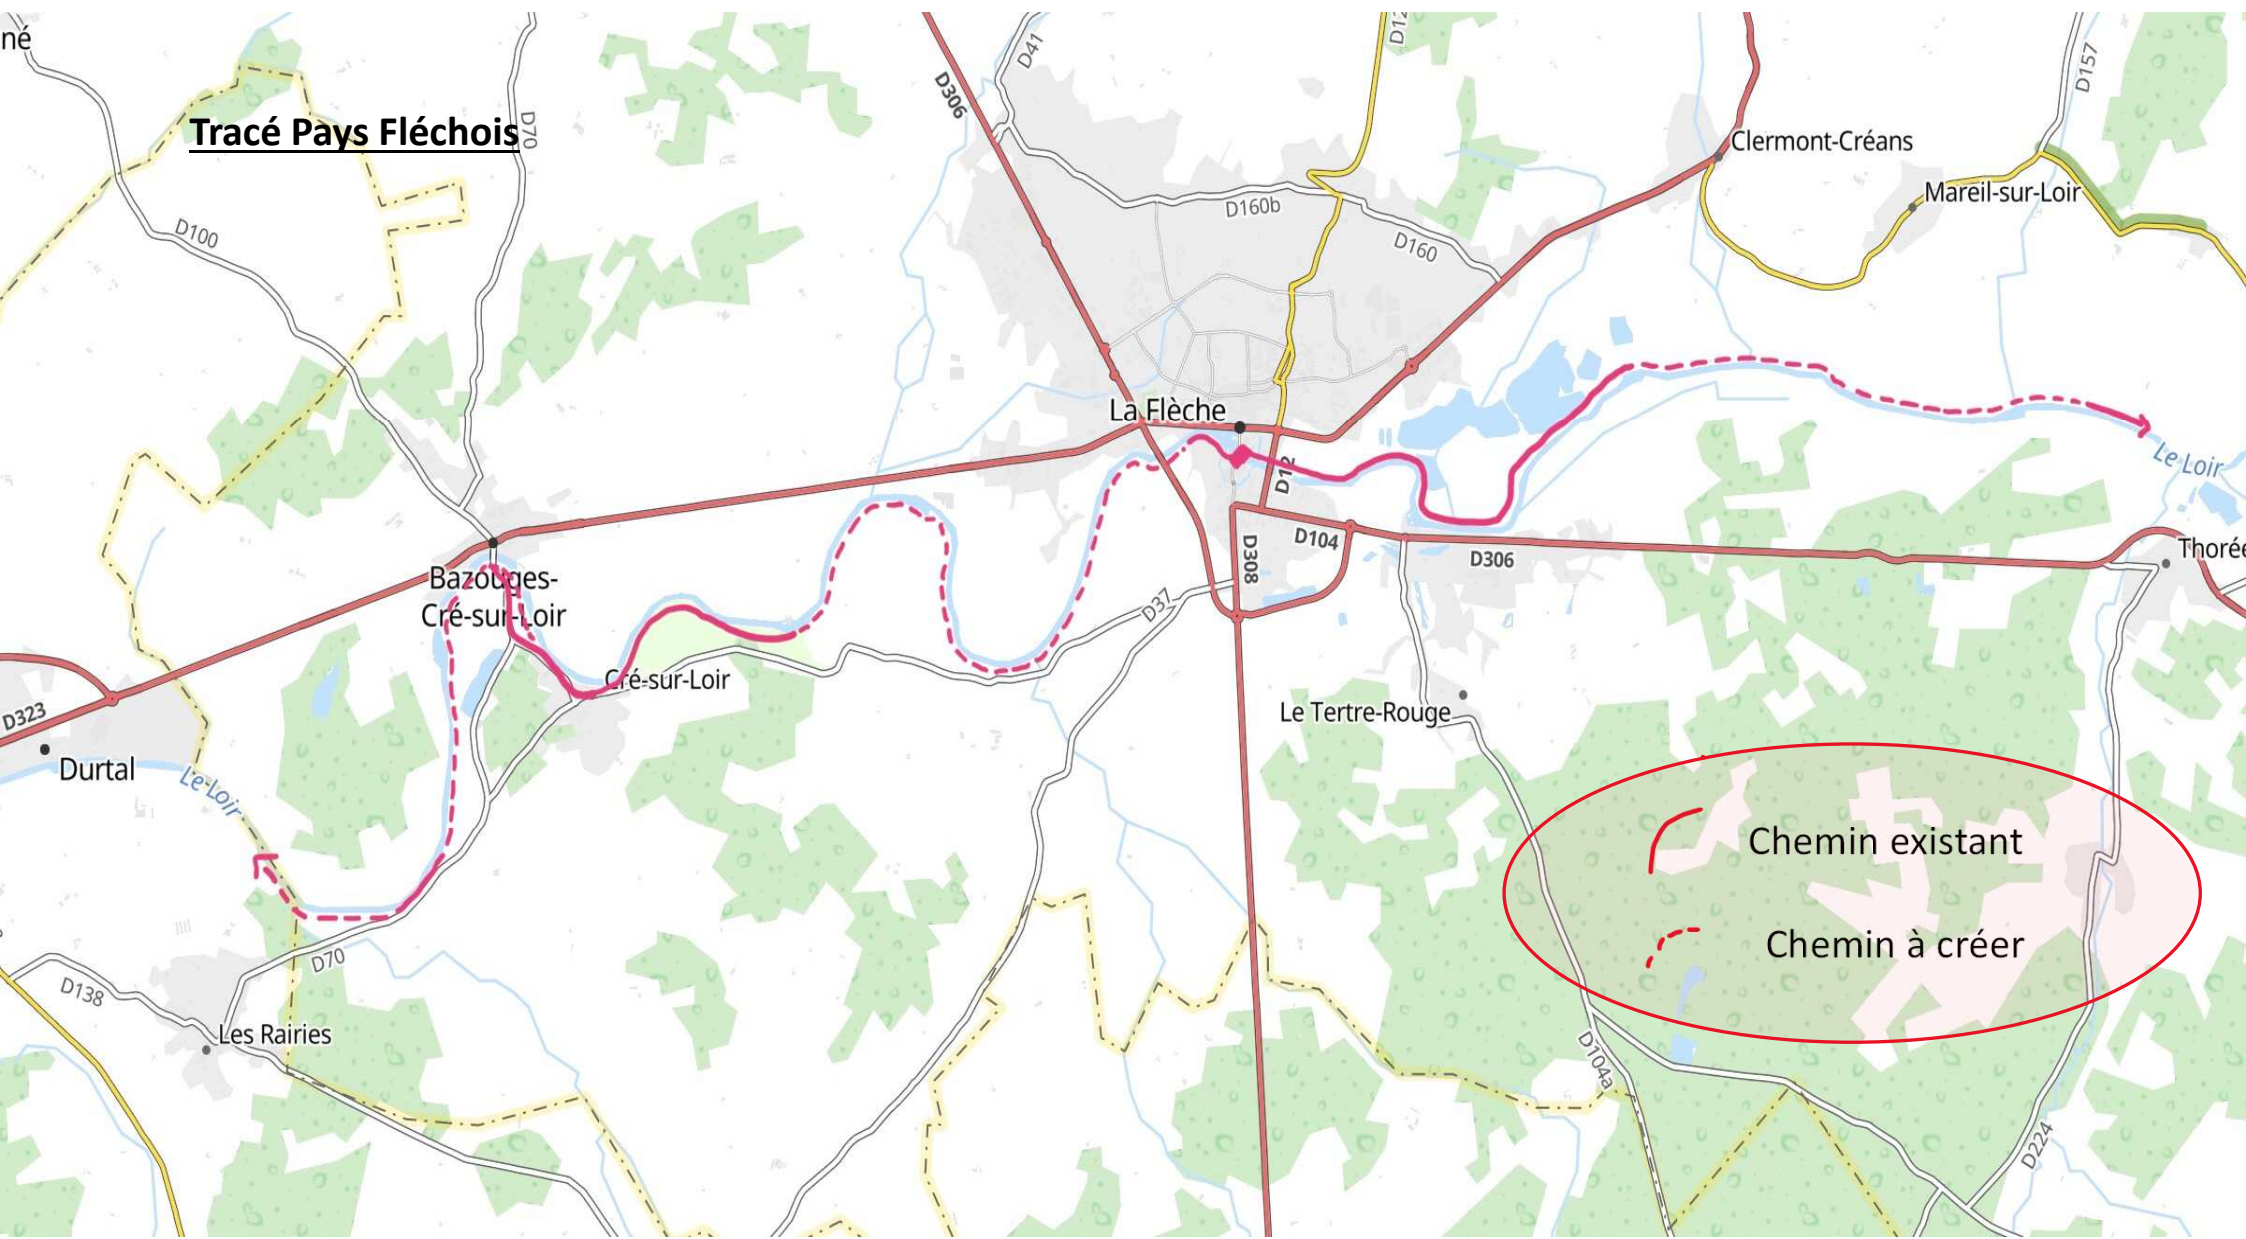 né
Tracé Pays Fléchois
D70
D100
D306
D41
D12
D157
Clermont-Créans
Mareil-sur-Loir
D160b
D160
La Flèche
D12
Le Loir
D104
D306
D308
D37
Thorée
Bazouges-
Cré-sur-Loir
Cré-sur-Loir
Le Tertre-Rouge
D323
Durtal
Le Loir
Chemin existant
Chemin à créer
D70
D138
Les Rairies
D104a
D224